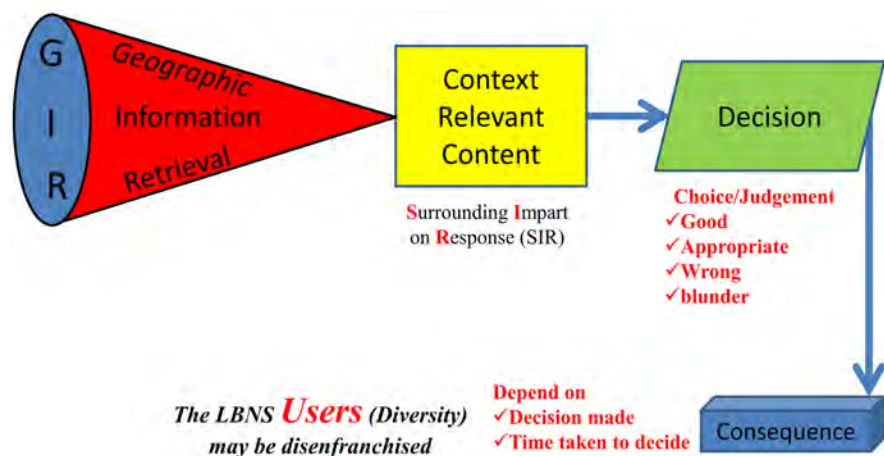 G
I
R
Geographic
Information
Retrieval
Context
Relevant
Content
Decision
Surrounding Impart
on Response (SIR)
Choice/Judgement
✓Good
✓Appropriate
✓Wrong
✓blunder
The LBNS Users (Diversity)
may be disenfranchised
Depend on
✓Decision made
✓Time taken to decide
Consequence